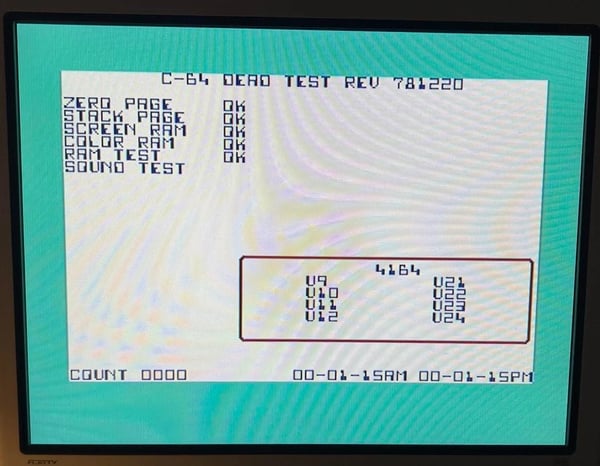 C-64 DEAD TEST REV 781220
ZERO PAGE OK
STACK PAGE OK
SCREEN RAM OK
COLOR RAM OK
RAM TEST OK
SOUND TEST
4164
U9 U21
U10 U22
U11 U23
U12 U24
COUNT 0000 00-01-15AM 00-01-15PM